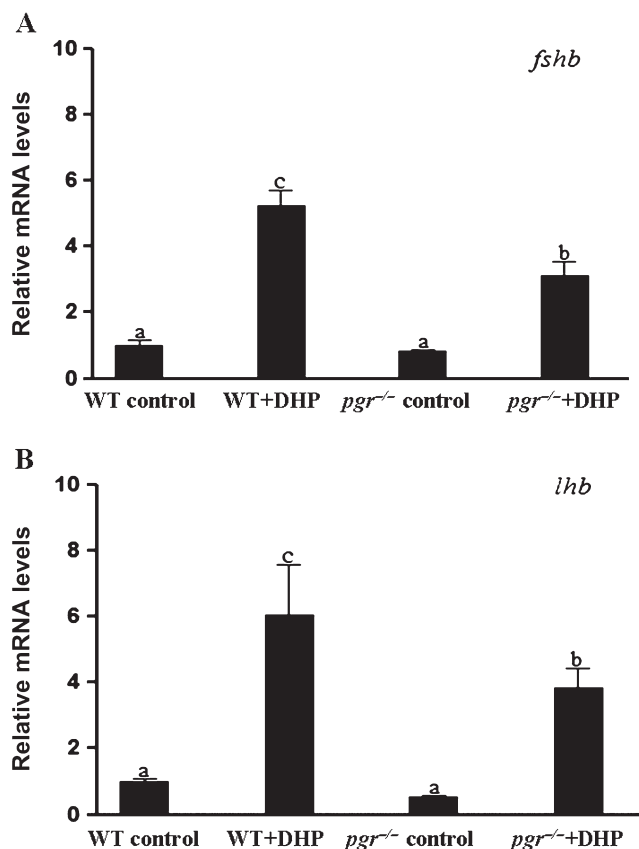 A
fshb
Relative mRNA levels
10
8
6
4
2
0
a
c
a
b
WT control WT+DHP pgr⁻/⁻ control pgr⁻/⁻+DHP
B
lhb
Relative mRNA levels
10
8
6
4
2
0
a
c
a
b
WT control WT+DHP pgr⁻/⁻ control pgr⁻/⁻+DHP